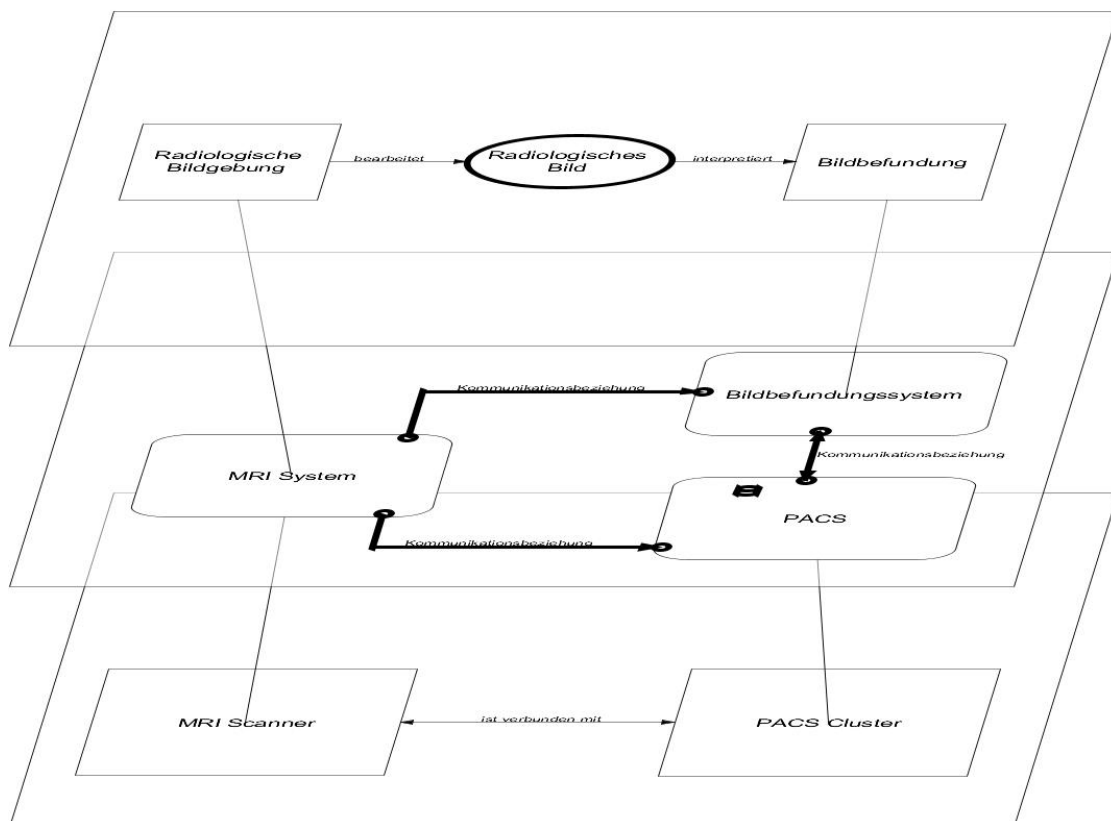 Radiologische
Bildgebung
bearbeitet
Radiologisches
Bild
interpretiert
Bildbefundung
Kommunikationsbeziehung
Bildbefundungssystem
Kommunikationsbeziehung
MRI System
PACS
Kommunikationsbeziehung
MRI Scanner
ist verbunden mit
PACS Cluster